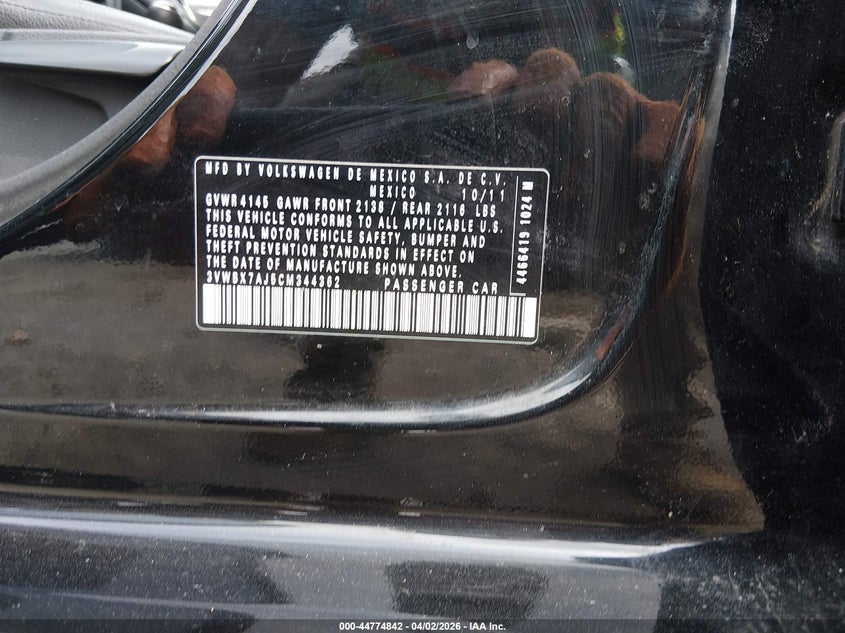 MFD BY VOLKSWAGEN DE MEXICO S.A. DE C.V.
MEXICO 10/11
GVWR 4145 GAWR FRONT 2138 / REAR 2116 LBS
THIS VEHICLE CONFORMS TO ALL APPLICABLE U.S.
FEDERAL MOTOR VEHICLE SAFETY, BUMPER AND
THEFT PREVENTION STANDARDS IN EFFECT ON
THE DATE OF MANUFACTURE SHOWN ABOVE.
3VWDX7AJ5CM344382 PASSENGER CAR
4466419 1024 M
000-44774842 - 04/02/2026 - IAA Inc.